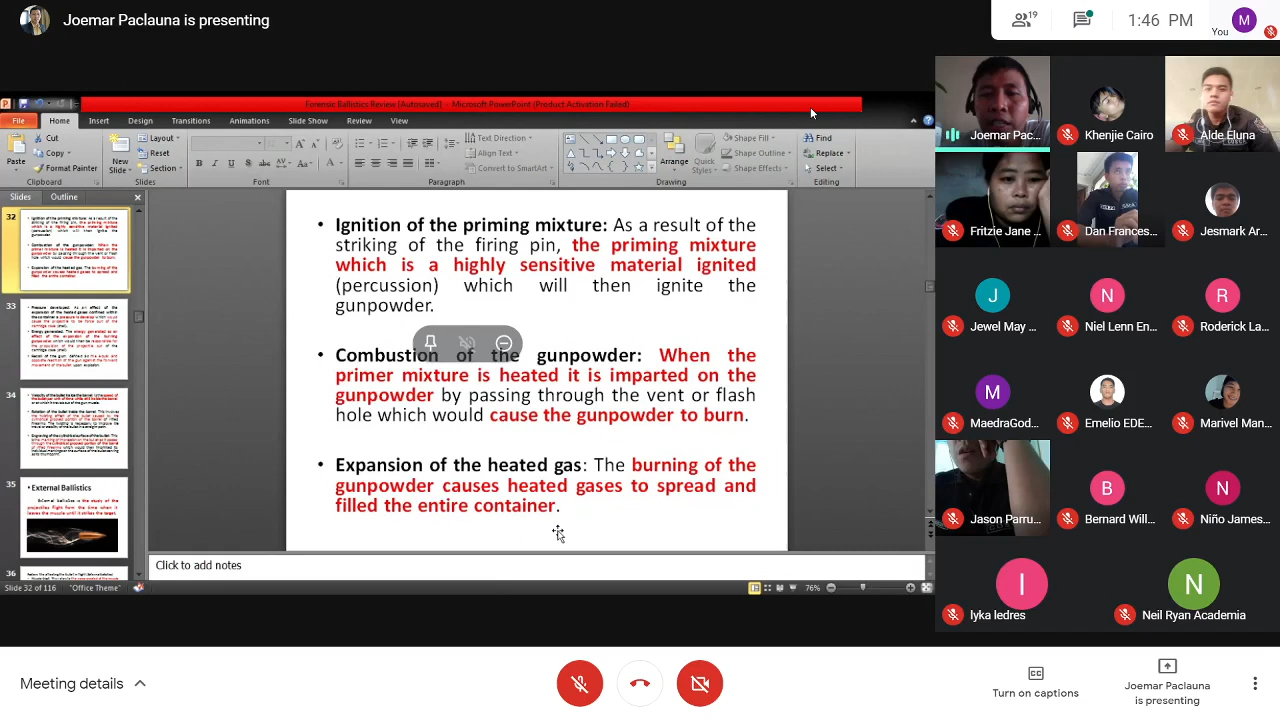 Joemar Paclauna is presenting
19
1:46 PM
You
M
Forensic Ballistics Review [Autosaved] - Microsoft PowerPoint (Product Activation Failed)
File
Home
Insert
Design
Transitions
Animations
Slide Show
Review
View
Paste
Cut
Copy
Format Painter
Clipboard
New
Slide
Layout
Reset
Section
Slides
Font
Text Direction
Align Text
Convert to SmartArt
Paragraph
Arrange
Quick
Styles
Shape Fill
Shape Outline
Shape Effects
Drawing
Find
Replace
Select
Editing
Slides
Outline
32
33
34
35
• External Ballistics
36
• Ignition of the priming mixture: As a result of the
striking of the firing pin, the priming mixture
which is a highly sensitive material ignited
(percussion) which will then ignite the
gunpowder.
• Combustion of the gunpowder: When the
primer mixture is heated it is imparted on the
gunpowder by passing through the vent or flash
hole which would cause the gunpowder to burn.
• Expansion of the heated gas: The burning of the
gunpowder causes heated gases to spread and
filled the entire container.
Click to add notes
Slide 32 of 116
"Office Theme"
76%
Joemar Pac...
Khenjie Cairo
Alde Eluna
Fritzie Jane ...
Dan Frances...
Jesmark Ar...
J
N
R
Jewel May ...
Niel Lenn En...
Roderick La...
M
MaedraGod...
Emelio EDE...
Marivel Man...
B
N
Jason Parru...
Bernard Will...
Niño James...
I
N
lyka ledres
Neil Ryan Academia
Meeting details
CC
Turn on captions
Joemar Paclauna
is presenting